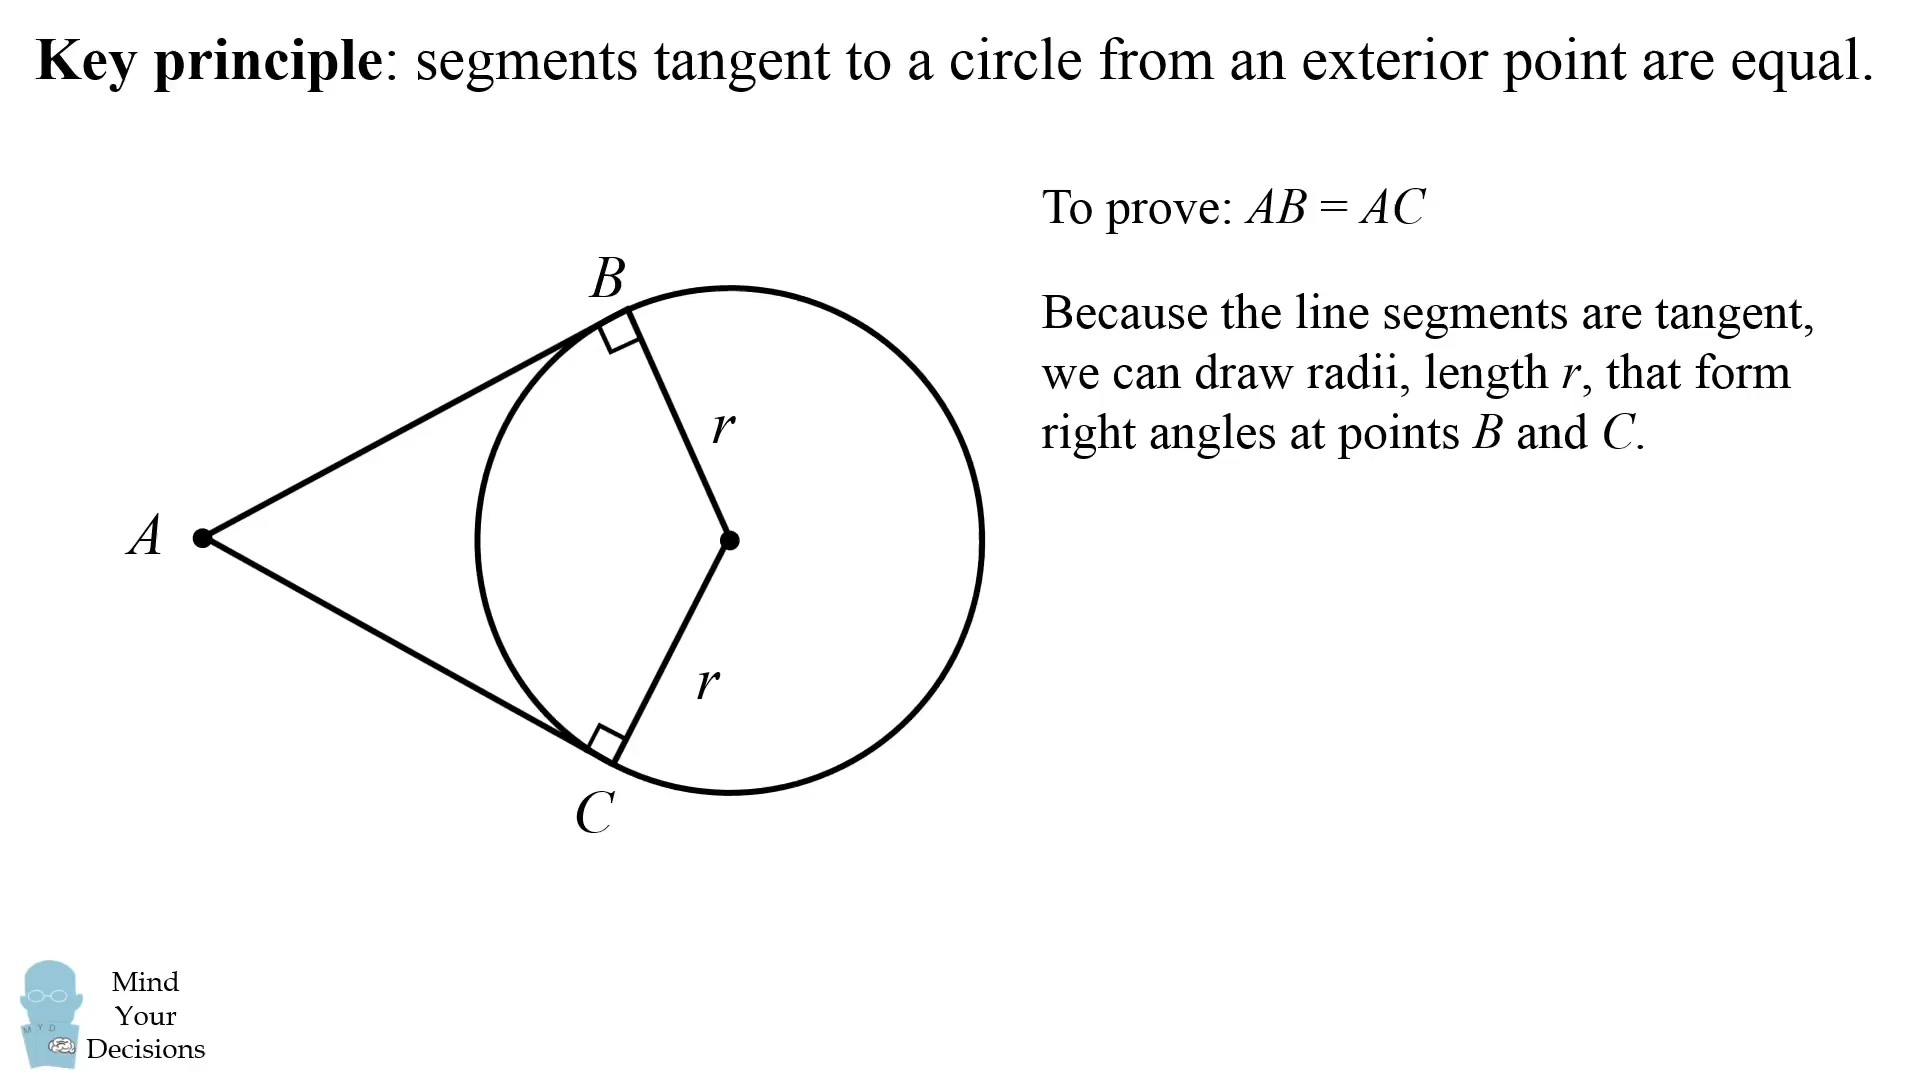 Key principle: segments tangent to a circle from an exterior point are equal.
To prove: AB = AC
Because the line segments are tangent,
we can draw radii, length r, that form
right angles at points B and C.
B
r
A
r
C
Mind
Your
Decisions
M Y D